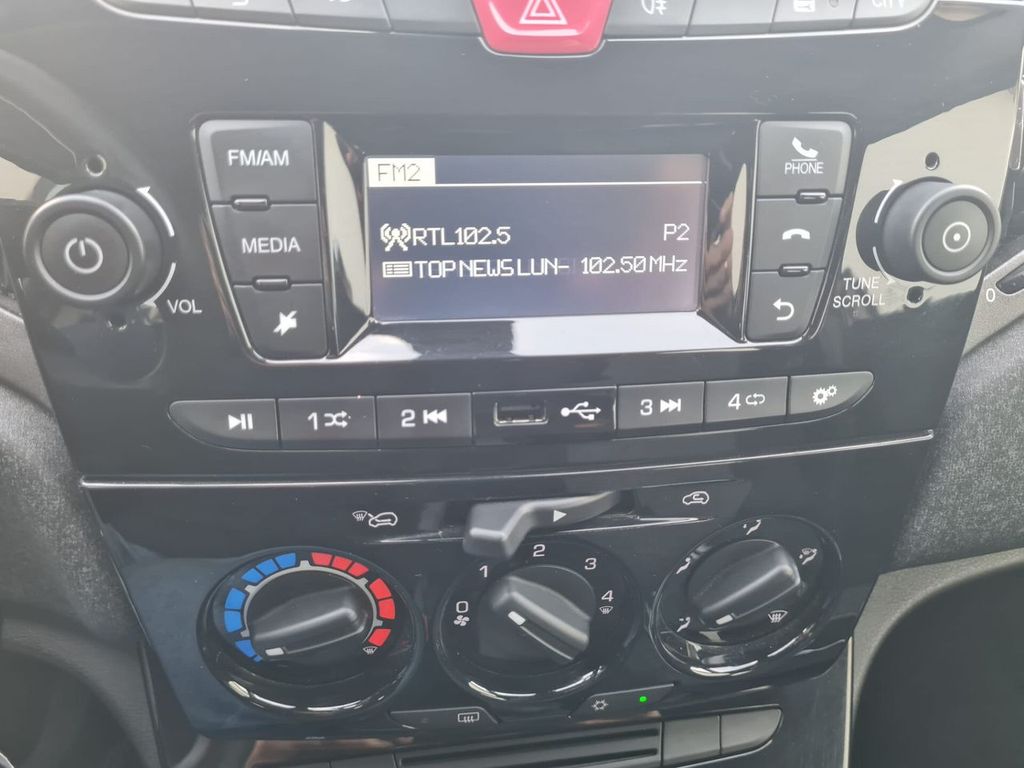 CITY
FM/AM
FM2
PHONE
RTL102.5 P2
MEDIA
TOP NEWS LUN- 102.50 MHz
VOL
TUNE
SCROLL
0
1
2
3
4
1
2
3
4
0